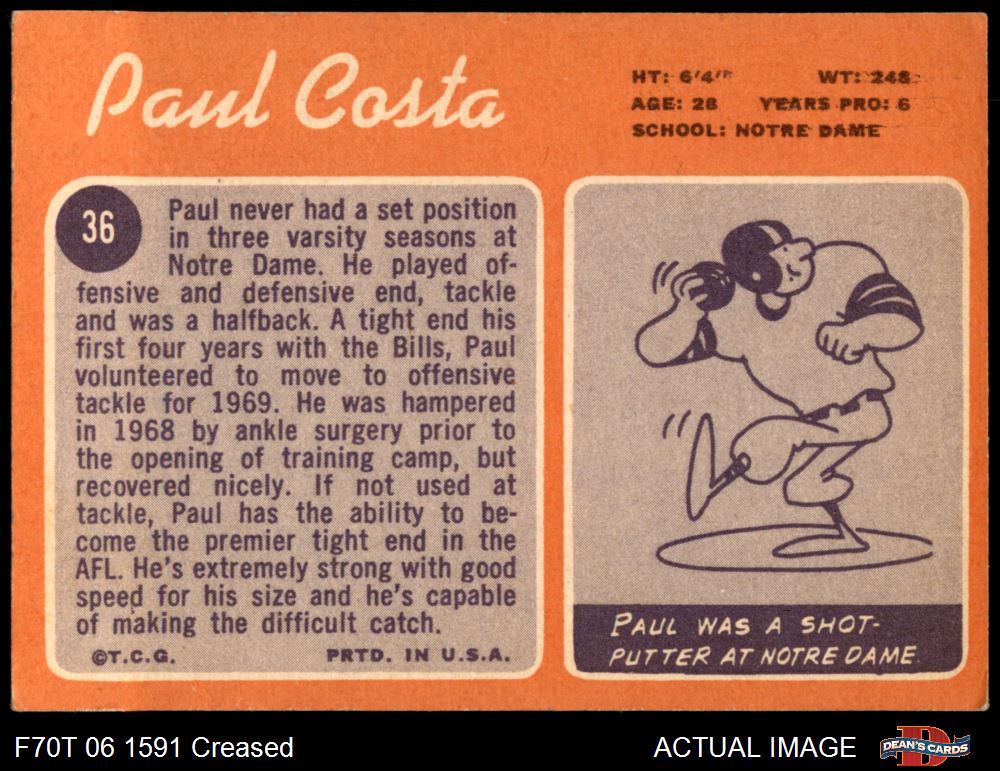 Paul Costa
HT: 6'4" WT: 248
AGE: 28 YEARS PRO: 6
SCHOOL: NOTRE DAME
36
Paul never had a set position
in three varsity seasons at
Notre Dame. He played of-
fensive and defensive end, tackle
and was a halfback. A tight end his
first four years with the Bills, Paul
volunteered to move to offensive
tackle for 1969. He was hampered
in 1968 by ankle surgery prior to
the opening of training camp, but
recovered nicely. If not used at
tackle, Paul has the ability to be-
come the premier tight end in the
AFL. He's extremely strong with good
speed for his size and he's capable
of making the difficult catch.
©T.C.G. PRTD. IN U.S.A.
PAUL WAS A SHOT-
PUTTER AT NOTRE DAME
F70T 06 1591 Creased
ACTUAL IMAGE
D
DEAN'S CARDS